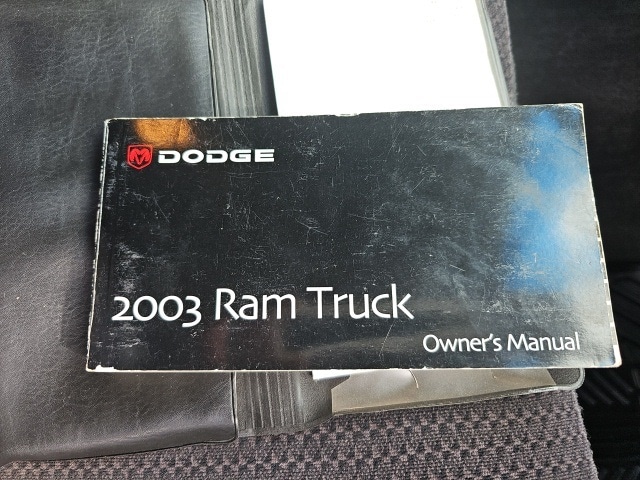 DODGE
2003 Ram Truck
Owner's Manual